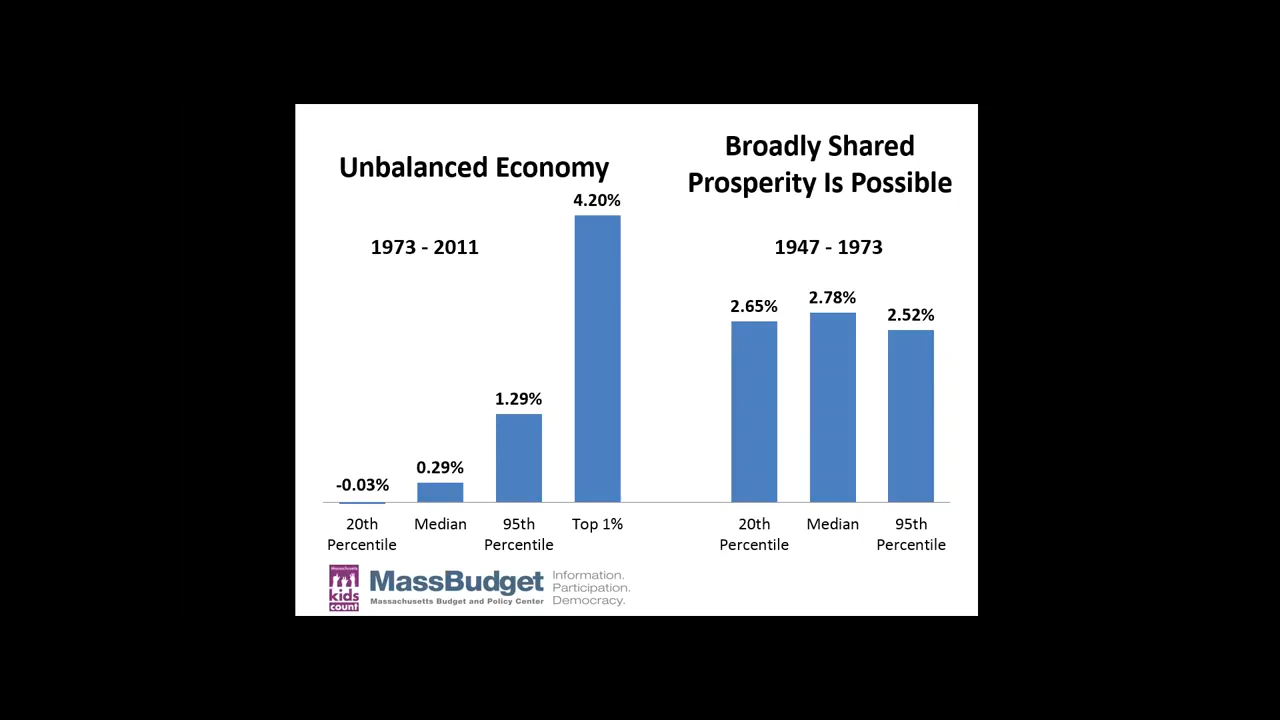 Unbalanced Economy
1973 - 2011
4.20%
1.29%
0.29%
-0.03%
20th
Percentile
Median
95th
Percentile
Top 1%
Broadly Shared
Prosperity Is Possible
1947 - 1973
2.65%
2.78%
2.52%
20th
Percentile
Median
95th
Percentile
Massachusetts
kids
count
MassBudget
Massachusetts Budget and Policy Center
Information.
Participation.
Democracy.